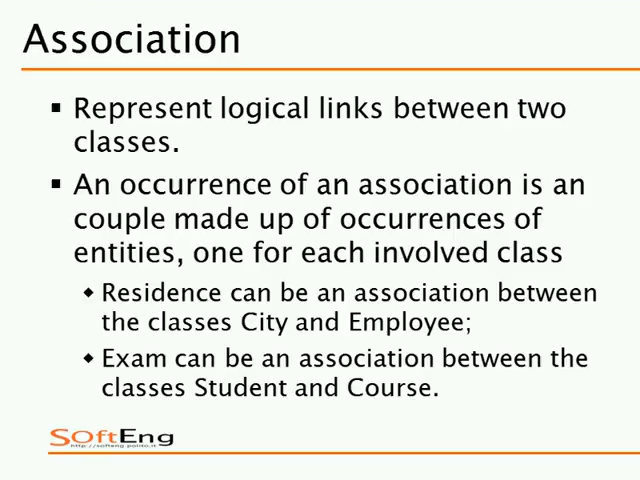 Association
▪ Represent logical links between two
classes.
▪ An occurrence of an association is an
couple made up of occurrences of
entities, one for each involved class
◆ Residence can be an association between
the classes City and Employee;
◆ Exam can be an association between the
classes Student and Course.
SoftEng
http://softeng.polito.it